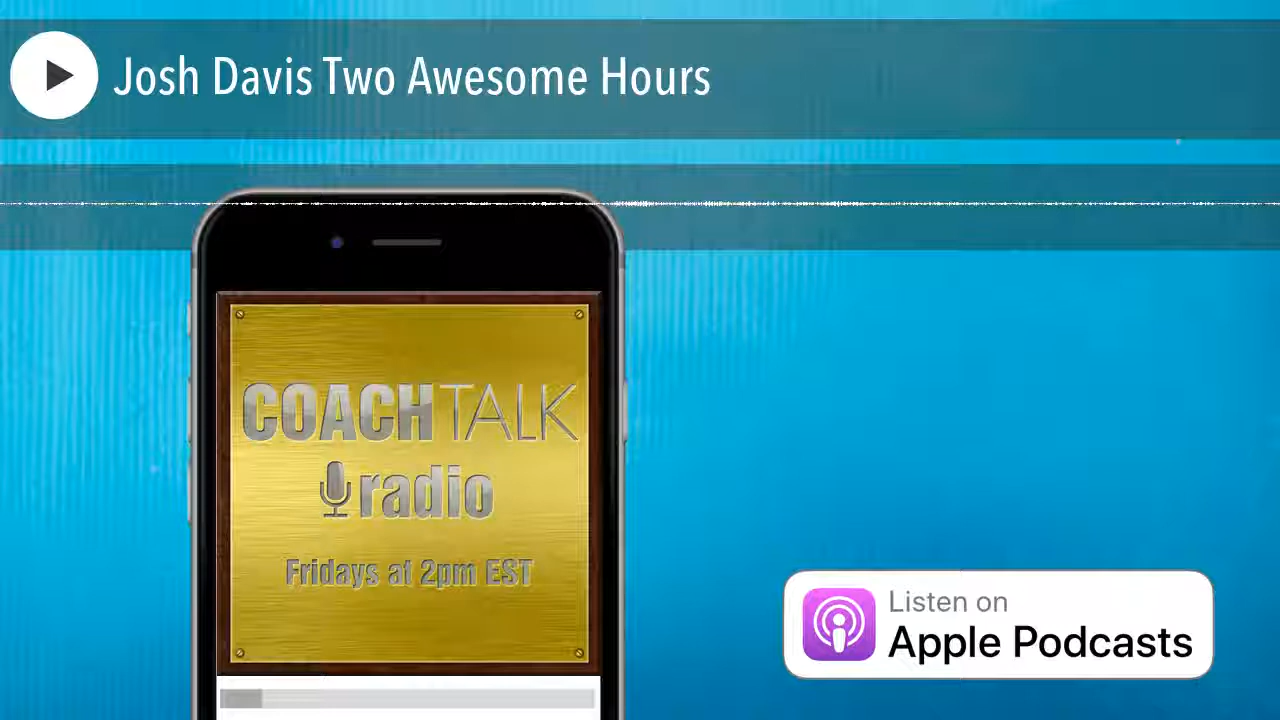 Josh Davis Two Awesome Hours
COACHTALK
radio
Fridays at 2pm EST
Listen on
Apple Podcasts